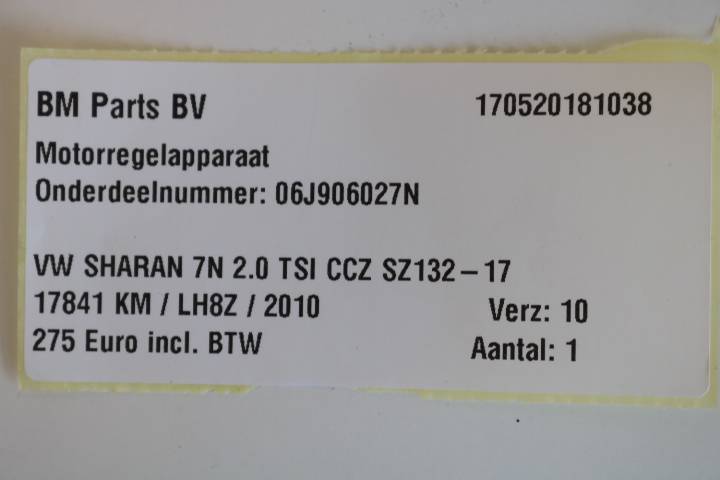 BM Parts BV 170520181038
Motorregelapparaat
Onderdeelnummer: 06J906027N
VW SHARAN 7N 2.0 TSI CCZ SZ132-17
17841 KM / LH8Z / 2010 Verz: 10
275 Euro incl. BTW Aantal: 1